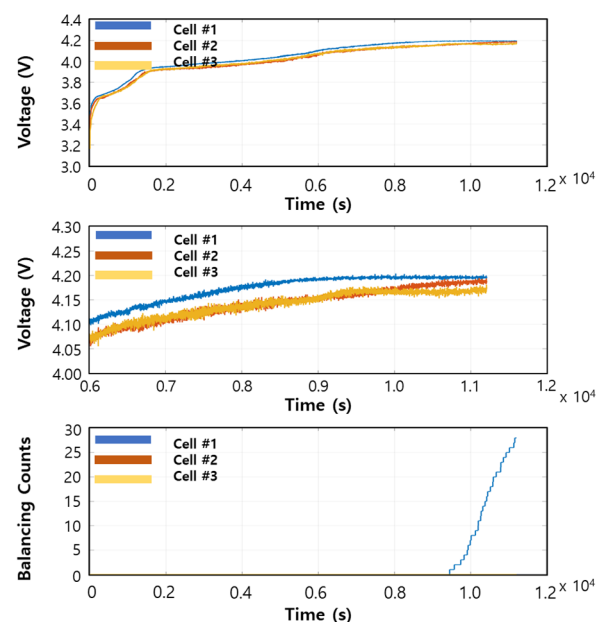 4.4
4.2
4.0
3.8
3.6
3.4
3.2
3.0
Voltage (V)
Cell #1
Cell #2
Cell #3
0 0.2 0.4 0.6 0.8 1.0 1.2 x 10⁴
Time (s)
4.30
4.25
4.20
4.15
4.10
4.05
4.00
Voltage (V)
Cell #1
Cell #2
Cell #3
6.0 0.7 0.8 0.9 1.0 1.1 1.2
x 10⁴
Time (s)
30
25
20
15
10
5
0
Balancing Counts
Cell #1
Cell #2
Cell #3
0 0.2 0.4 0.6 0.8 1.0 1.2 x 10⁴
Time (s)